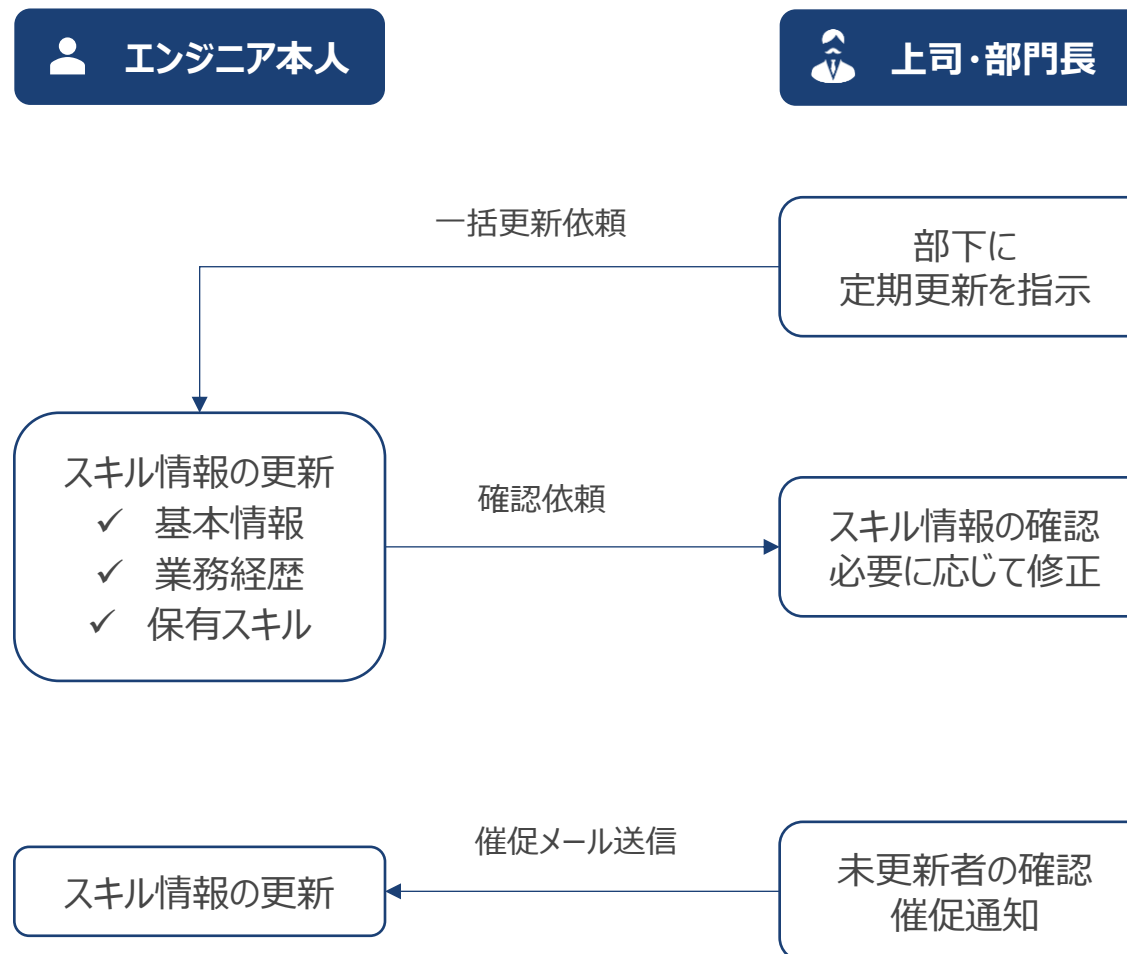 エンジニア本人
上司・部門長
一括更新依頼
部下に
定期更新を指示
スキル情報の更新
✓ 基本情報
✓ 業務経歴
✓ 保有スキル
確認依頼
スキル情報の確認
必要に応じて修正
催促メール送信
スキル情報の更新
未更新者の確認
催促通知